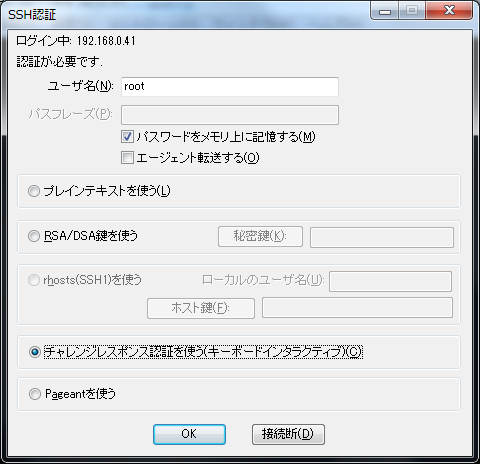 SSH認証
ログイン中: 192.168.0.41
認証が必要です.
ユーザ名(N): root
パスフレーズ(P):
パスワードをメモリ上に記憶する(M)
エージェント転送する(O)
プレインテキストを使う(L)
RSA/DSA鍵を使う 秘密鍵(K):
rhosts(SSH1)を使う ローカルのユーザ名(U):
ホスト鍵(F):
チャレンジレスポンス認証を使う(キーボードインタラクティブ)(C)
Pageantを使う
OK 接続断(D)